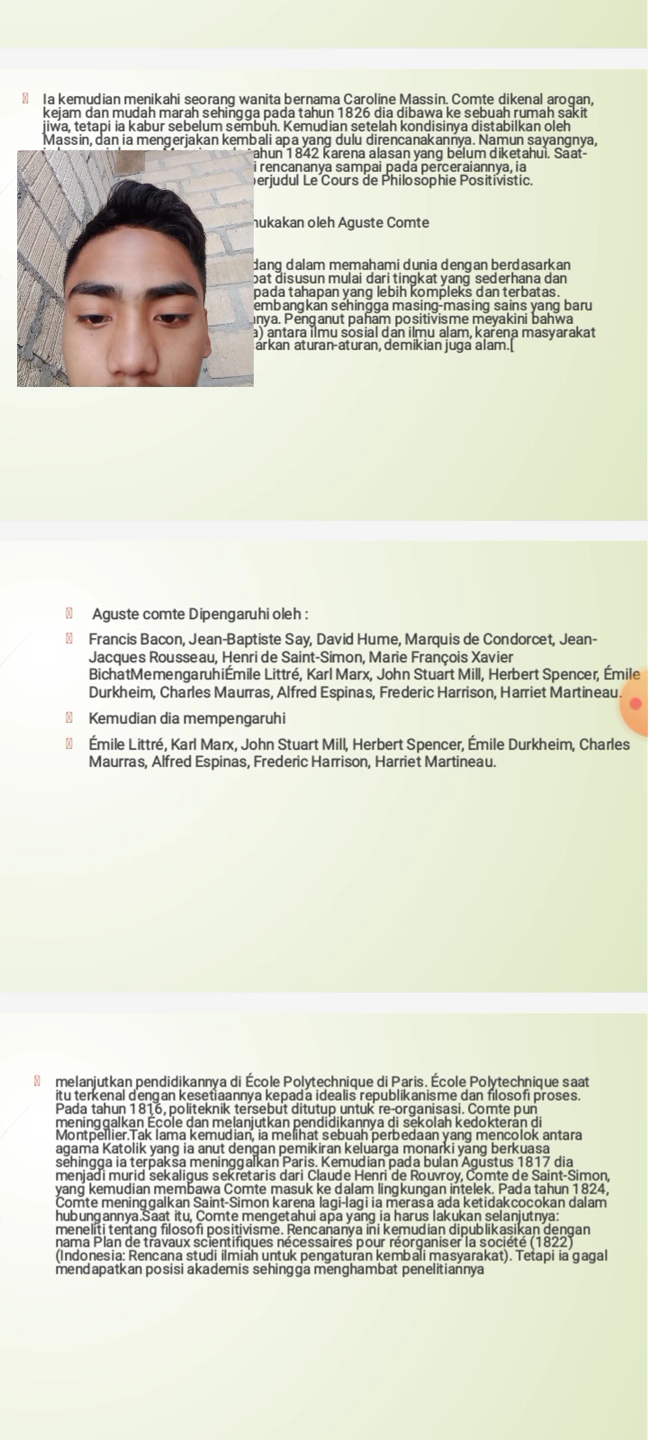 Ia kemudian menikahi seorang wanita bernama Caroline Massin. Comte dikenal arogan,
kejam dan mudah marah sehingga pada tahun 1826 dia dibawa ke sebuah rumah sakit
jiwa, tetapi ia kabur sebelum sembuh. Kemudian setelah kondisinya distabilkan oleh
Massin, dan ia mengerjakan kembali apa yang dulu direncanakannya. Namun sayangnya,
tahun 1842 karena alasan yang belum diketahui. Saat-
rencananya sampai pada perceraiannya, ia
berjudul Le Cours de Philosophie Positivistic.
mukakan oleh Aguste Comte
dang dalam memahami dunia dengan berdasarkan
pat disusun mulai dari tingkat yang sederhana dan
pada tahapan yang lebih kompleks dan terbatas.
embangkan sehingga masing-masing sains yang baru
nnya. Penganut paham positivisme meyakini bahwa
a) antara ilmu sosial dan ilmu alam, karena masyarakat
arkan aturan-aturan, demikian juga alam.[
Aguste comte Dipengaruhi oleh :
Francis Bacon, Jean-Baptiste Say, David Hume, Marquis de Condorcet, Jean-
Jacques Rousseau, Henri de Saint-Simon, Marie François Xavier
BichatMemengaruhiÉmile Littré, Karl Marx, John Stuart Mill, Herbert Spencer, Émile
Durkheim, Charles Maurras, Alfred Espinas, Frederic Harrison, Harriet Martineau.
Kemudian dia mempengaruhi
Émile Littré, Karl Marx, John Stuart Mill, Herbert Spencer, Émile Durkheim, Charles
Maurras, Alfred Espinas, Frederic Harrison, Harriet Martineau.
melanjutkan pendidikannya di École Polytechnique di Paris. École Polytechnique saat
itu terkenal dengan kesetiaannya kepada idealis republikanisme dan filosofi proses.
Pada tahun 1816, politeknik tersebut ditutup untuk re-organisasi. Comte pun
meninggalkan École dan melanjutkan pendidikannya di sekolah kedokteran di
Montpellier.Tak lama kemudian, ia melihat sebuah perbedaan yang mencolok antara
agama Katolik yang ia anut dengan pemikiran keluarga monarki yang berkuasa
sehingga ia terpaksa meninggalkan Paris. Kemudian pada bulan Agustus 1817 dia
menjadi murid sekaligus sekretaris dari Claude Henri de Rouvroy, Comte de Saint-Simon,
yang kemudian membawa Comte masuk ke dalam lingkungan intelek. Pada tahun 1824,
Comte meninggalkan Saint-Simon karena lagi-lagi ia merasa ada ketidakcocokan dalam
hubungannya.Saat itu, Comte mengetahui apa yang ia harus lakukan selanjutnya:
meneliti tentang filosofi positivisme. Rencananya ini kemudian dipublikasikan dengan
nama Plan de travaux scientifiques nécessaires pour réorganiser la société (1822)
(Indonesia: Rencana studi ilmiah untuk pengaturan kembali masyarakat). Tetapi ia gagal
mendapatkan posisi akademis sehingga menghambat penelitiannya